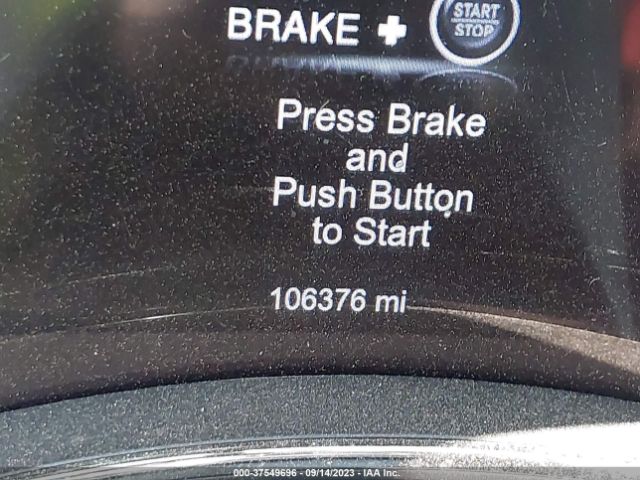 BRAKE + START STOP
Press Brake
and
Push Button
to Start
106376 mi
000-37549696 - 09/14/2023 - IAA Inc.